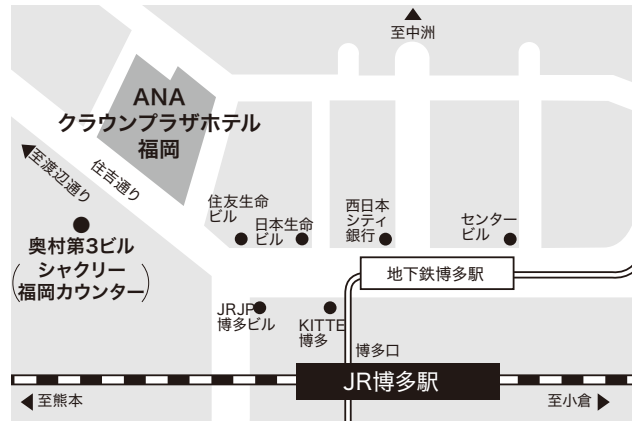 至中洲
ANA
クラウンプラザホテル
福岡
至渡辺通り
住吉通り
住友生命
ビル
日本生命
ビル
西日本
シティ
銀行
センター
ビル
奥村第3ビル
シャクリー
福岡カウンター
地下鉄博多駅
JRJP
博多ビル
KITTE
博多
博多口
JR博多駅
至熊本
至小倉